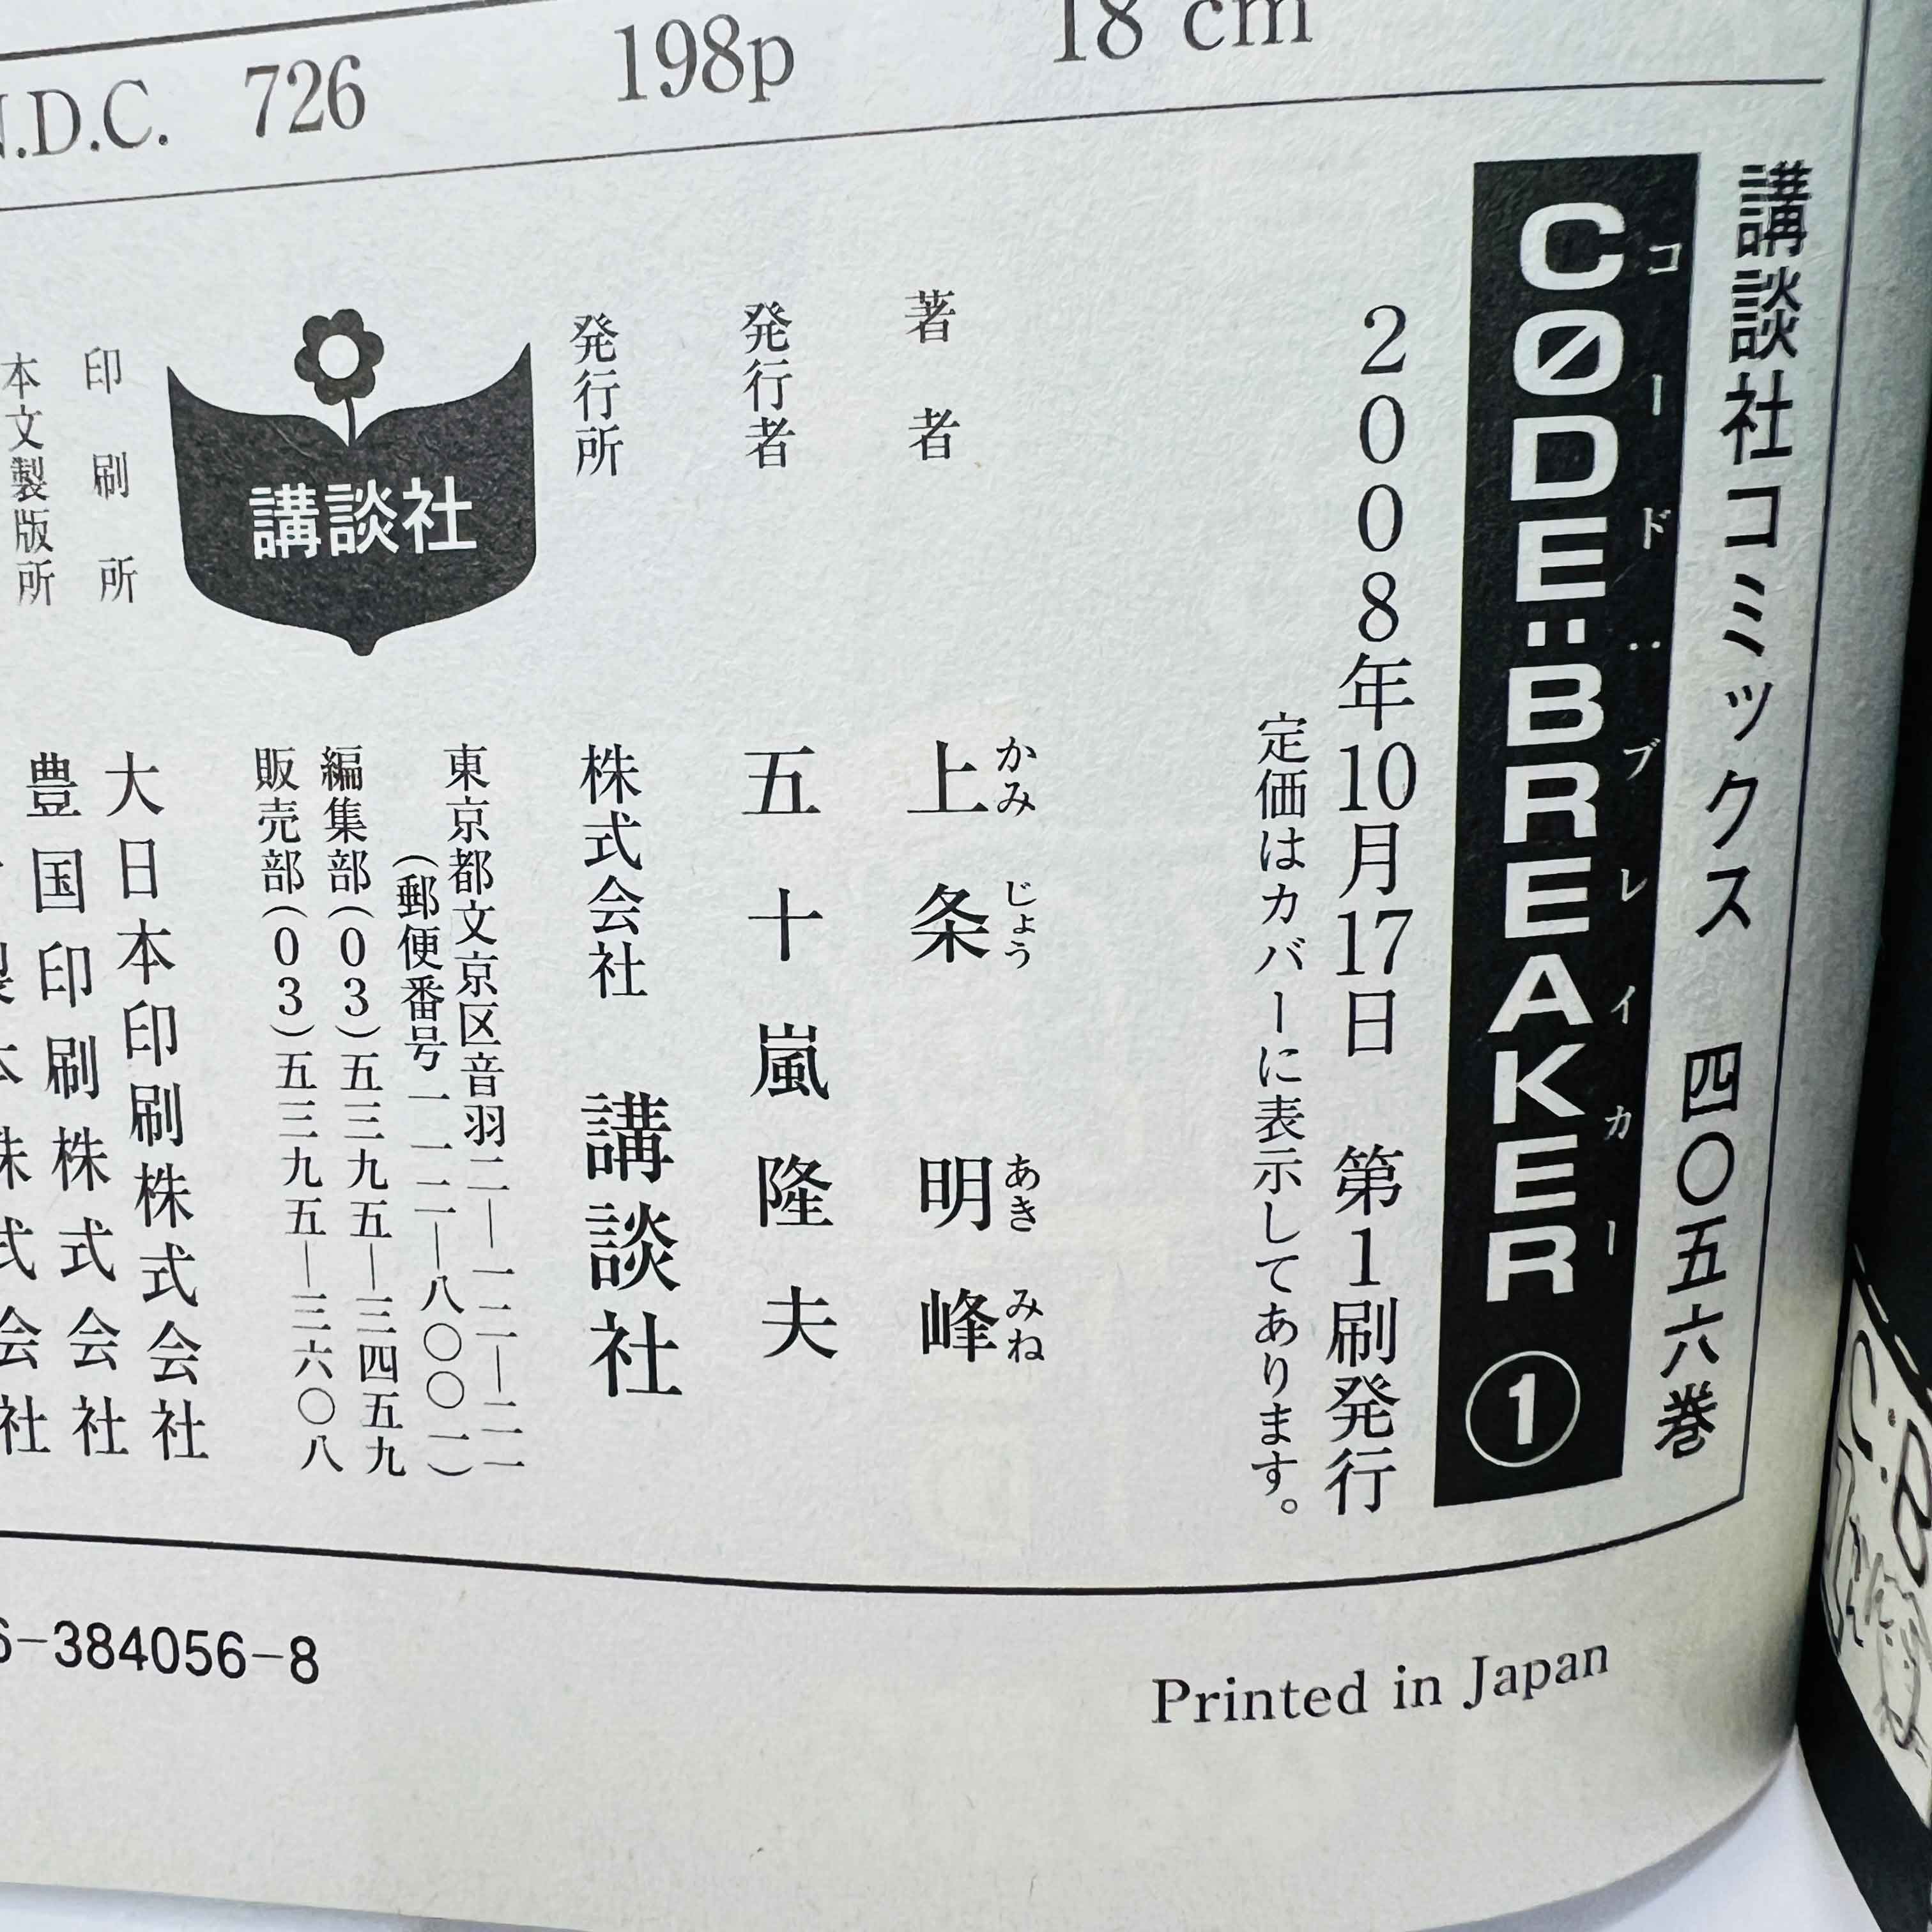 N.D.C. 726 198p 18 cm
講談社コミックス 四〇五六巻
CØDE:BREAKER ①
コード:ブレイカー
2008年10月17日 第1刷発行
定価はカバーに表示してあります。
著者 上条 明峰
かみ じょう あき みね
発行者 五十嵐隆夫
発行所 株式会社 講談社
東京都文京区音羽二―一二―二一
(郵便番号一一二―八〇〇一)
編集部(03)五三九五―三四五九
販売部(03)五三九五―三六〇八
講談社
印刷所 大日本印刷株式会社
豊国印刷株式会社
本文製版所
本株式会社
6-384056-8
Printed in Japan
C.B